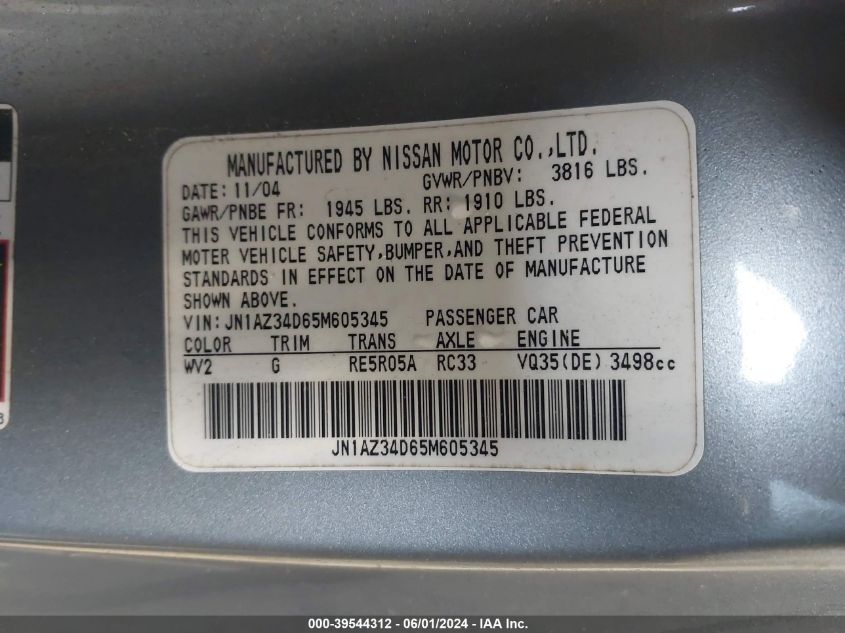 MANUFACTURED BY NISSAN MOTOR CO.,LTD.
DATE: 11/04 GVWR/PNBV: 3816 LBS.
GAWR/PNBE FR: 1945 LBS. RR: 1910 LBS.
THIS VEHICLE CONFORMS TO ALL APPLICABLE FEDERAL
MOTER VEHICLE SAFETY,BUMPER,AND THEFT PREVENTION
STANDARDS IN EFFECT ON THE DATE OF MANUFACTURE
SHOWN ABOVE.
VIN: JN1AZ34D65M605345 PASSENGER CAR
COLOR TRIM TRANS AXLE ENGINE
WV2 G RE5R05A RC33 VQ35(DE) 3498cc
JN1AZ34D65M605345
000-39544312 - 06/01/2024 - IAA Inc.